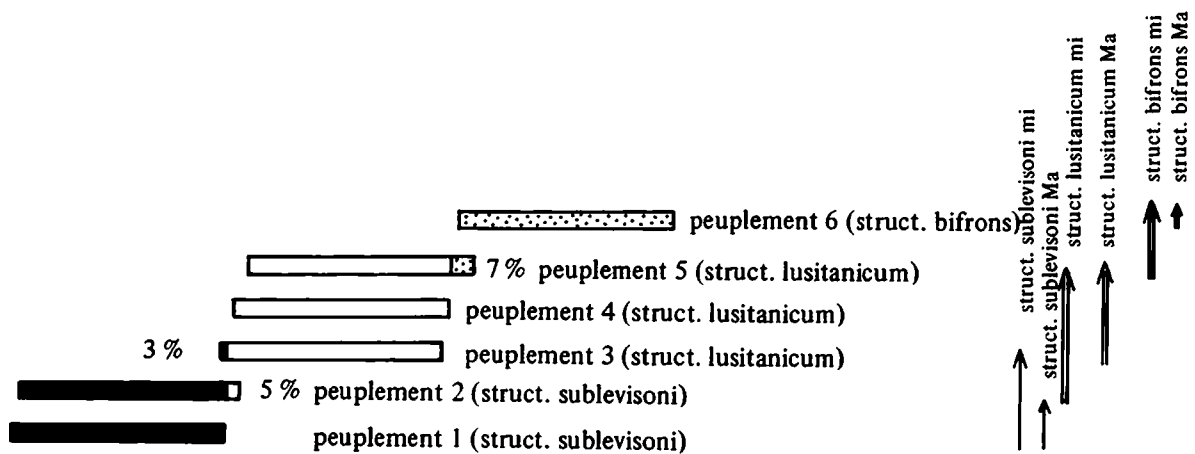 peuplement 6 (struct. bifrons)
7 % peuplement 5 (struct. lusitanicum)
peuplement 4 (struct. lusitanicum)
3 % peuplement 3 (struct. lusitanicum)
5 % peuplement 2 (struct. sublevisoni)
peuplement 1 (struct. sublevisoni)
struct. sublevisoni mi
struct. sublevisoni Ma
struct. lusitanicum mi
struct. lusitanicum Ma
struct. bifrons mi
struct. bifrons Ma